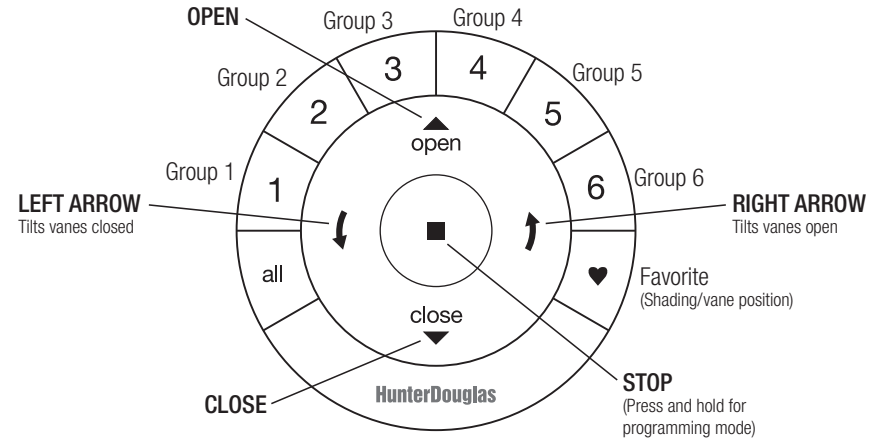 OPEN
Group 3
Group 4
Group 2
3
4
Group 5
2
5
open
Group 1
1
6
Group 6
LEFT ARROW
Tilts vanes closed
RIGHT ARROW
Tilts vanes open
all
Favorite
(Shading/vane position)
close
HunterDouglas
CLOSE
STOP
(Press and hold for
programming mode)